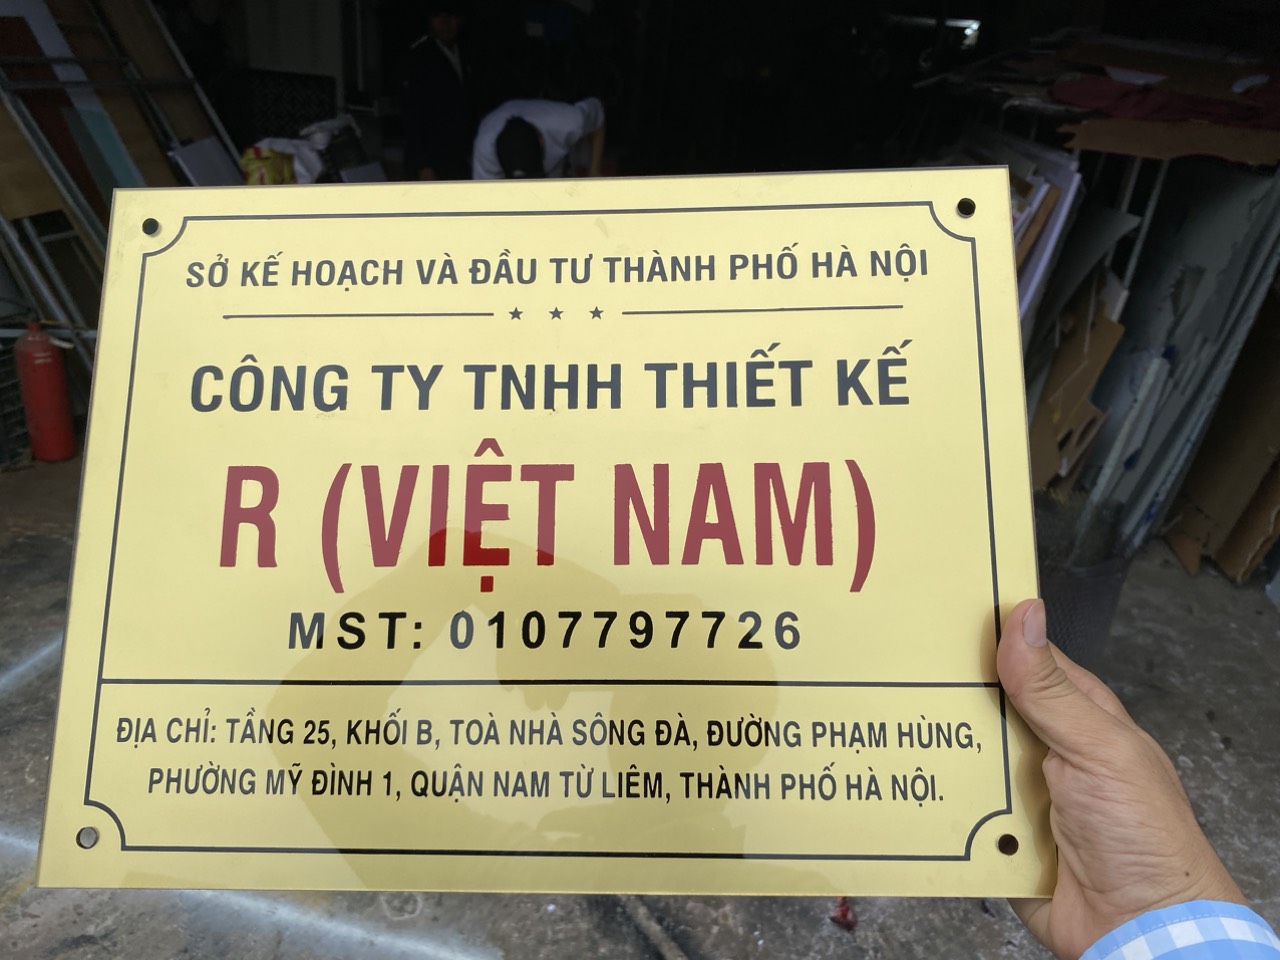 SỞ KẾ HOẠCH VÀ ĐẦU TƯ THÀNH PHỐ HÀ NỘI
CÔNG TY TNHH THIẾT KẾ
R (VIỆT NAM)
MST: 0107797726
ĐỊA CHỈ: TẦNG 25, KHỐI B, TOÀ NHÀ SÔNG ĐÀ, ĐƯỜNG PHẠM HÙNG,
PHƯỜNG MỸ ĐÌNH 1, QUẬN NAM TỪ LIÊM, THÀNH PHỐ HÀ NỘI.